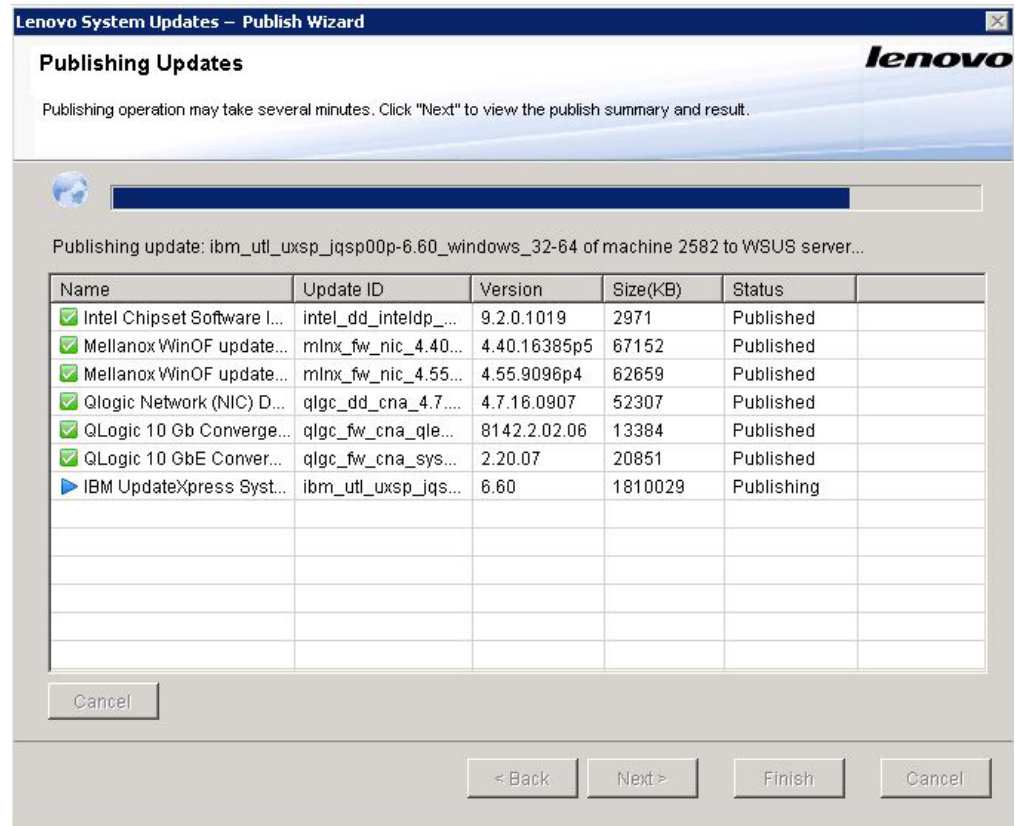 Lenovo System Updates – Publish Wizard
Publishing Updates
lenovo
Publishing operation may take several minutes. Click "Next" to view the publish summary and result.
Publishing update: ibm_utl_uxsp_jqsp00p-6.60_windows_32-64 of machine 2582 to WSUS server...
Name Update ID Version Size(KB) Status
Intel Chipset Software I... intel_dd_inteldp_... 9.2.0.1019 2971 Published
Mellanox WinOF update... mlnx_fw_nic_4.40... 4.40.16385p5 67152 Published
Mellanox WinOF update... mlnx_fw_nic_4.55... 4.55.9096p4 62659 Published
Qlogic Network (NIC) D... qlgc_dd_cna_4.7.... 4.7.16.0907 52307 Published
QLogic 10 Gb Converge... qlgc_fw_cna_qle... 8142.2.02.06 13384 Published
QLogic 10 GbE Conver... qlgc_fw_cna_sys... 2.20.07 20851 Published
IBM UpdateXpress Syst... ibm_utl_uxsp_jqs... 6.60 1810029 Publishing
Cancel
< Back Next > Finish Cancel